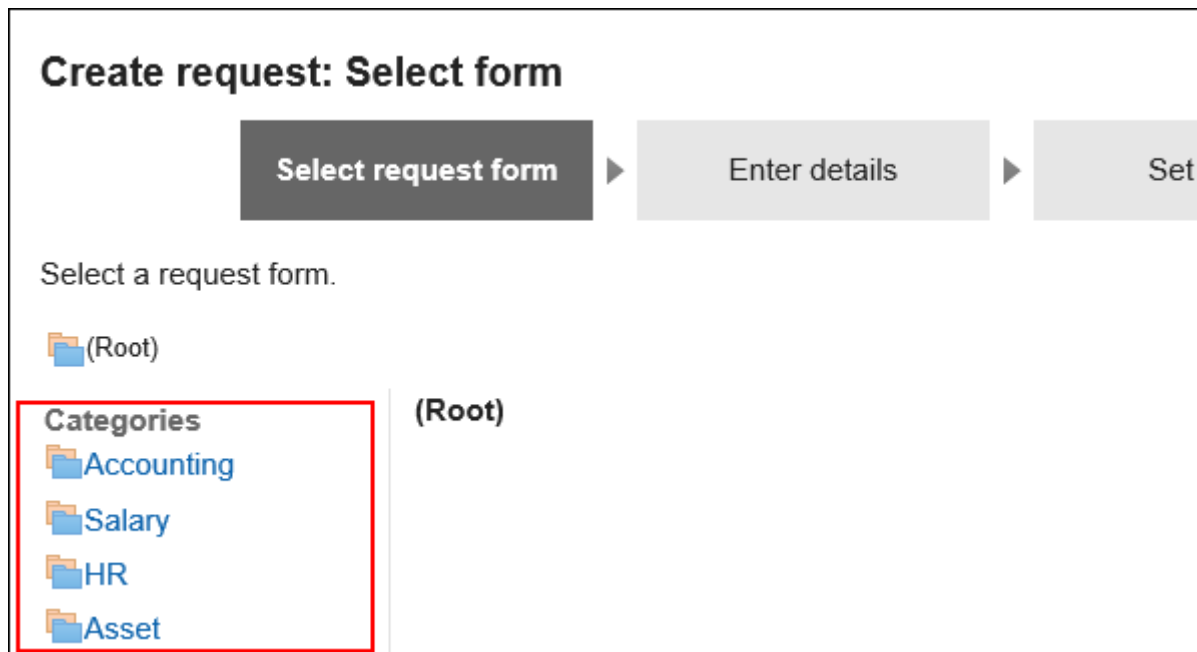 Create request: Select form
Select request form
Enter details
Set
Select a request form.
(Root)
Categories
Accounting
Salary
HR
Asset
(Root)